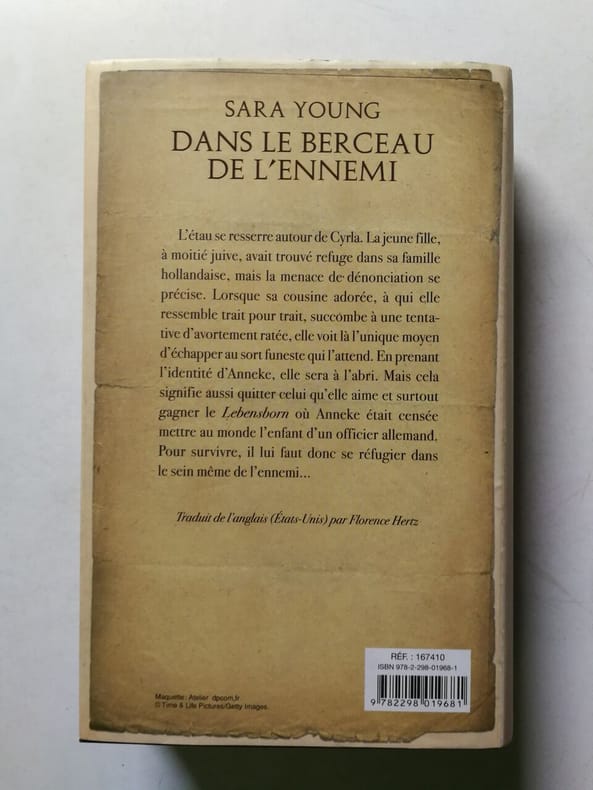 SARA YOUNG
DANS LE BERCEAU
DE L'ENNEMI
L'étau se resserre autour de Cyrla. La jeune fille,
à moitié juive, avait trouvé refuge dans sa famille
hollandaise, mais la menace de dénonciation se
précise. Lorsque sa cousine adorée, à qui elle
ressemble trait pour trait, succombe à une tenta-
tive d'avortement ratée, elle voit là l'unique moyen
d'échapper au sort funeste qui l'attend. En prenant
l'identité d'Anneke, elle sera à l'abri. Mais cela
signifie aussi quitter celui qu'elle aime et surtout
gagner le Lebensborn où Anneke était censée
mettre au monde l'enfant d'un officier allemand.
Pour survivre, il lui faut donc se réfugier dans
le sein même de l'ennemi...
Traduit de l'anglais (États-Unis) par Florence Hertz
RÉF. : 167410
ISBN 978-2-298-01968-1
9 782298 019681
Maquette : Atelier dpcom.fr
© Time & Life Pictures/Getty Images.